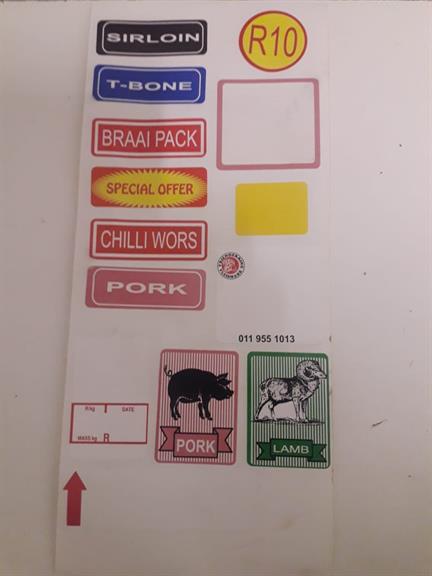 SIRLOIN
R10
T-BONE
BRAAI PACK
SPECIAL OFFER
CHILLI WORS
PORK
011 955 1013
R/kg
DATE
MASS kg
R
PORK
LAMB